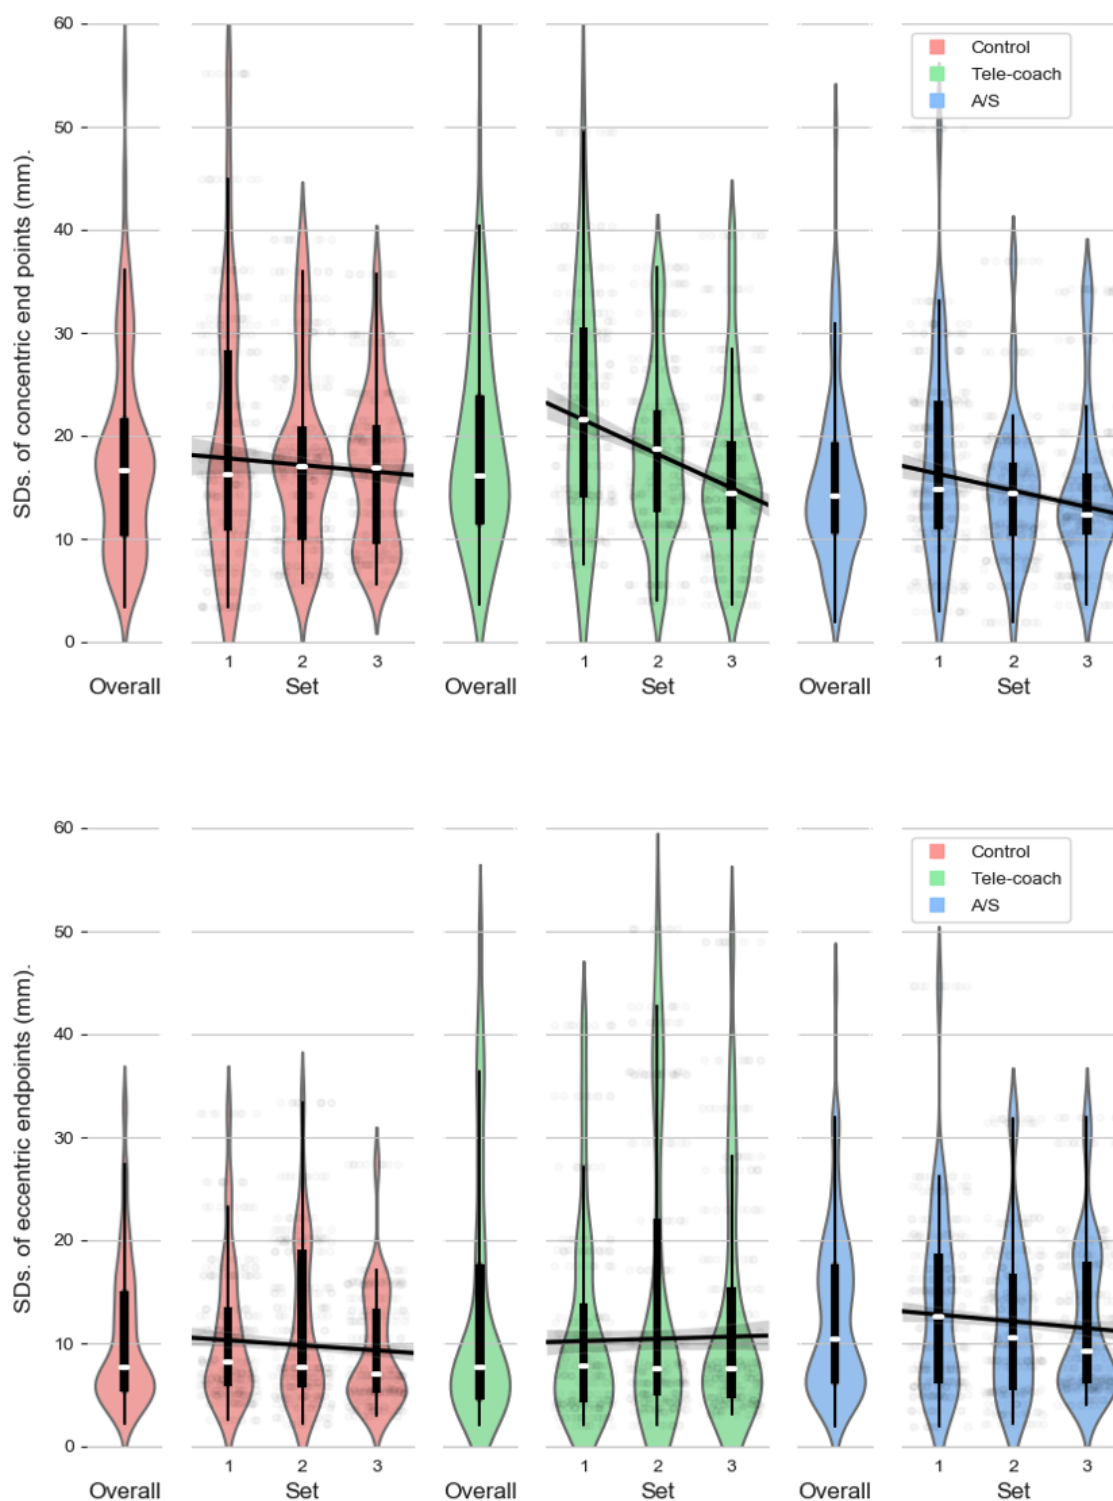 60
50
40
30
20
10
0
SDs. of concentric end points (mm).
Control
Tele-coach
A/S
1 2 3 1 2 3 1 2 3
Overall Set Overall Set Overall Set
60
50
40
30
20
10
0
SDs. of eccentric endpoints (mm).
Control
Tele-coach
A/S
1 2 3 1 2 3 1 2 3
Overall Set Overall Set Overall Set